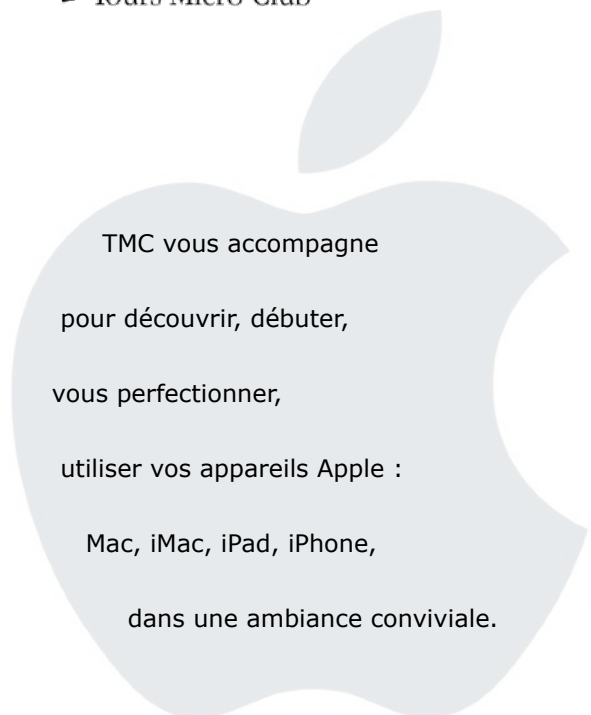 Tours Micro Club
TMC vous accompagne
pour découvrir, débuter,
vous perfectionner,
utiliser vos appareils Apple :
Mac, iMac, iPad, iPhone,
dans une ambiance conviviale.